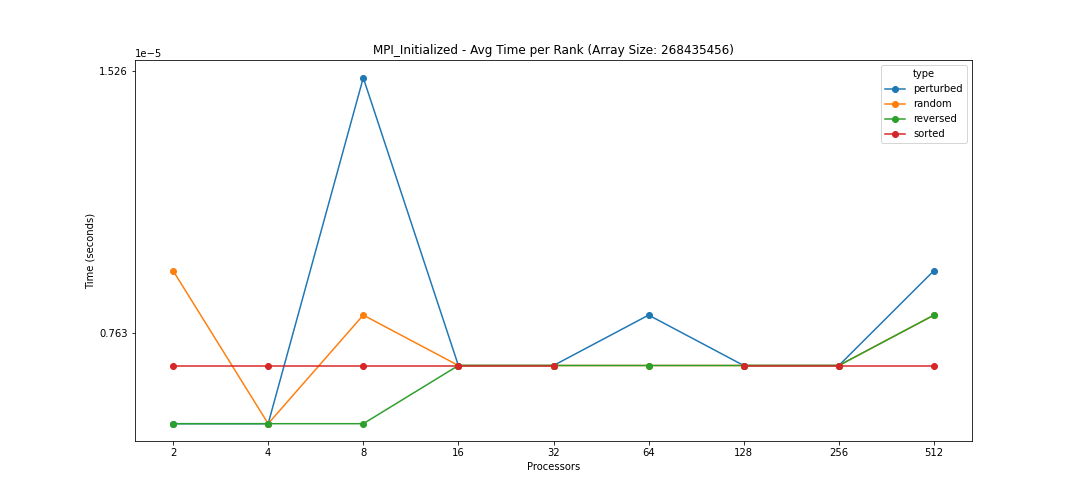 MPI_Initialized - Avg Time per Rank (Array Size: 268435456)
1e−5
1.526
0.763
Time (seconds)
type
perturbed
random
reversed
sorted
2 4 8 16 32 64 128 256 512
Processors